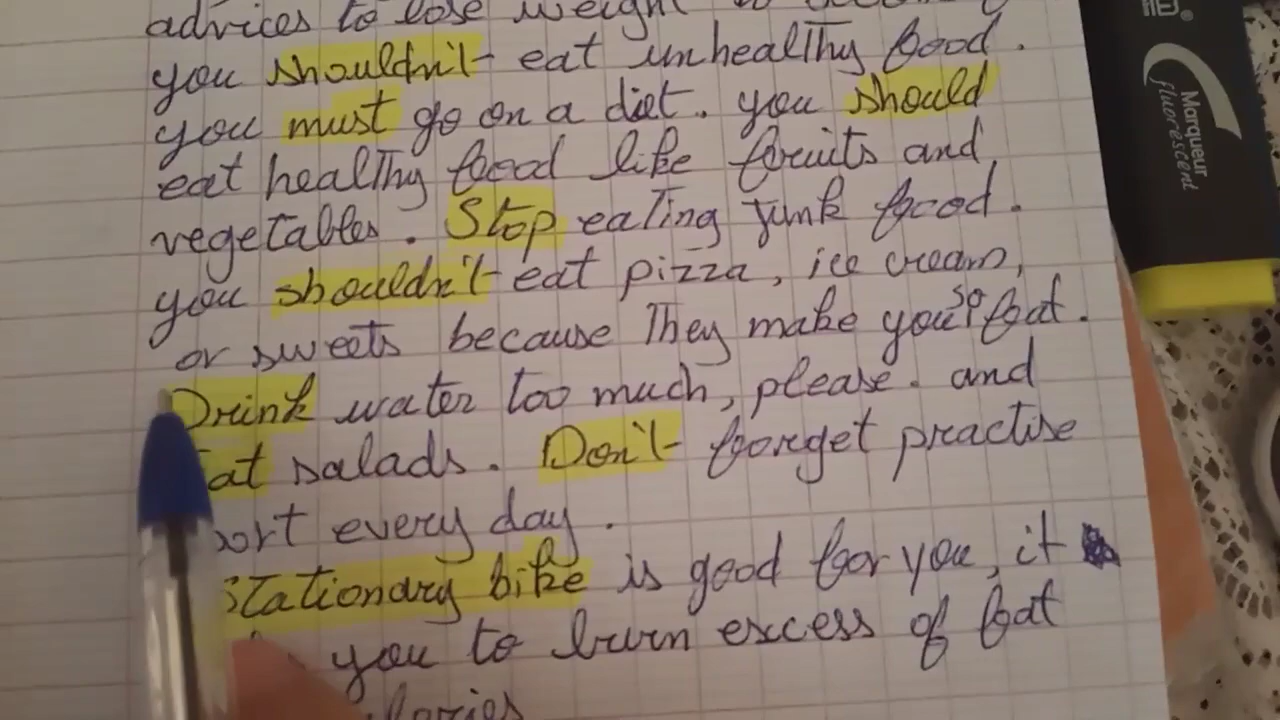 advices to lose weight to
you shouldn't eat unhealthy food.
you must go on a diet. you should
eat healthy food like fruits and
vegetables. Stop eating junk food.
you shouldn't eat pizza, ice cream,
or sweets because They make you so fat.
Drink water too much, please. and
eat salads. Don't forget practise
sport every day.
stationary bike is good for you, it
you to burn excess of fat
calories
Marqueur
fluorescent